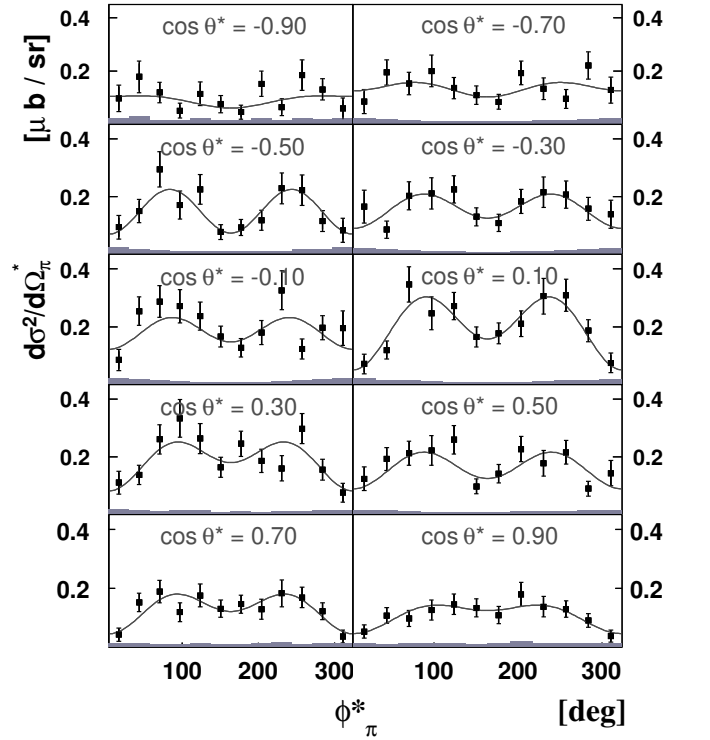 0.4 cos θ* = -0.90 cos θ* = -0.70 0.4
0.2 0.2
[μ b / sr]
cos θ* = -0.50 cos θ* = -0.30
0.4 0.4
0.2 0.2
dσ²/dΩ*π
0.4 cos θ* = -0.10 cos θ* = 0.10 0.4
0.2 0.2
0.4 cos θ* = 0.30 cos θ* = 0.50 0.4
0.2 0.2
0.4 cos θ* = 0.70 cos θ* = 0.90 0.4
0.2 0.2
100 200 300 100 200 300
ϕ*π [deg]